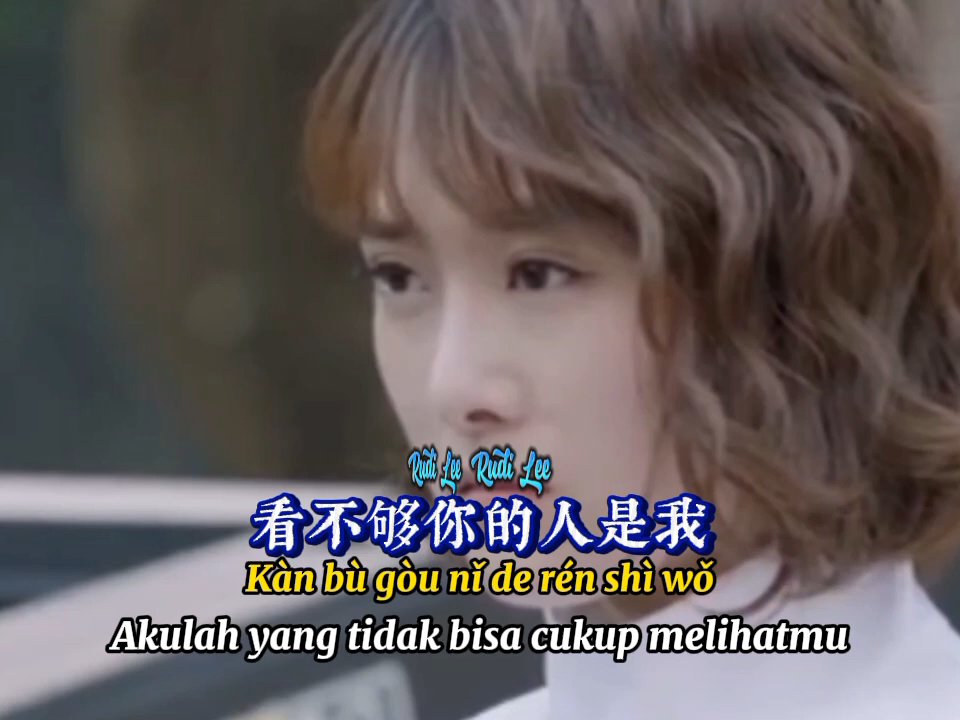 Rudi Lee Rudi Lee
看不够你的人是我
Kàn bù gòu nǐ de rén shì wǒ
Akulah yang tidak bisa cukup melihatmu